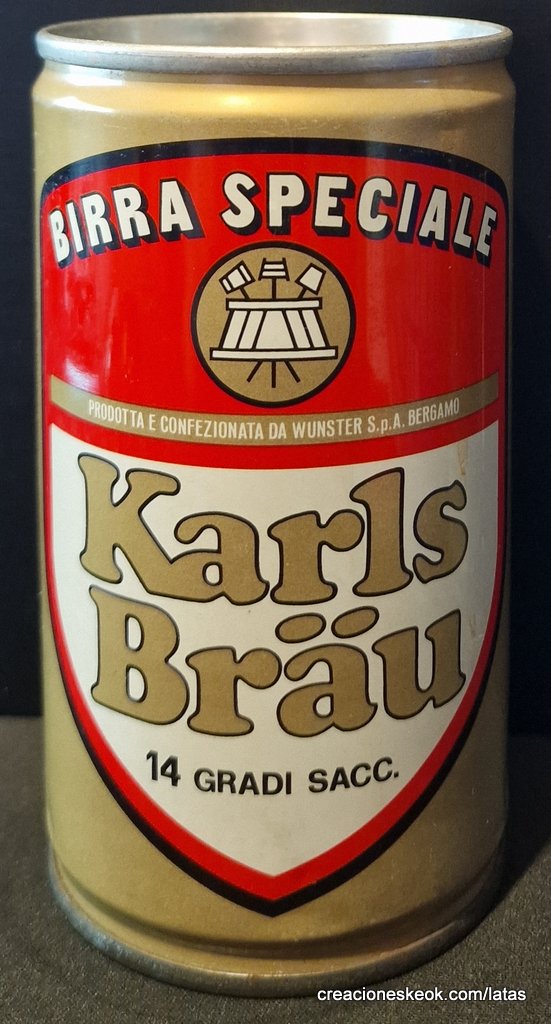 BIRRA SPECIALE
PRODOTTA E CONFEZIONATA DA WUNSTER S.p.A. BERGAMO
Karls
Bräu
14 GRADI SACC.
creacioneskeok.com/latas